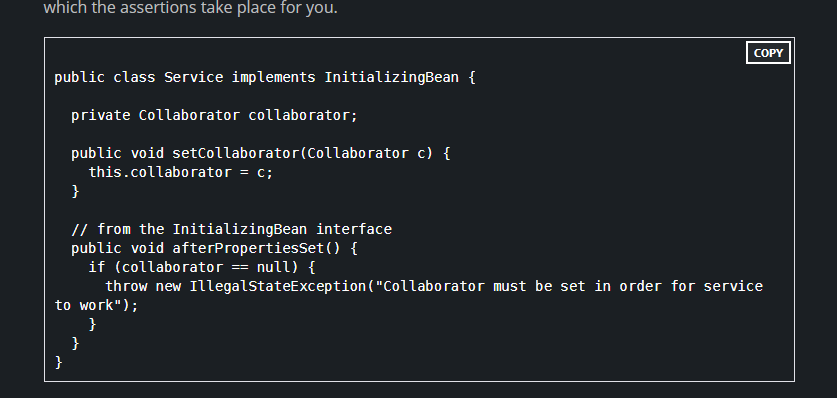 which the assertions take place for you.
COPY
public class Service implements InitializingBean {
private Collaborator collaborator;
public void setCollaborator(Collaborator c) {
this.collaborator = c;
}
// from the InitializingBean interface
public void afterPropertiesSet() {
if (collaborator == null) {
throw new IllegalStateException("Collaborator must be set in order for service
to work");
}
}
}